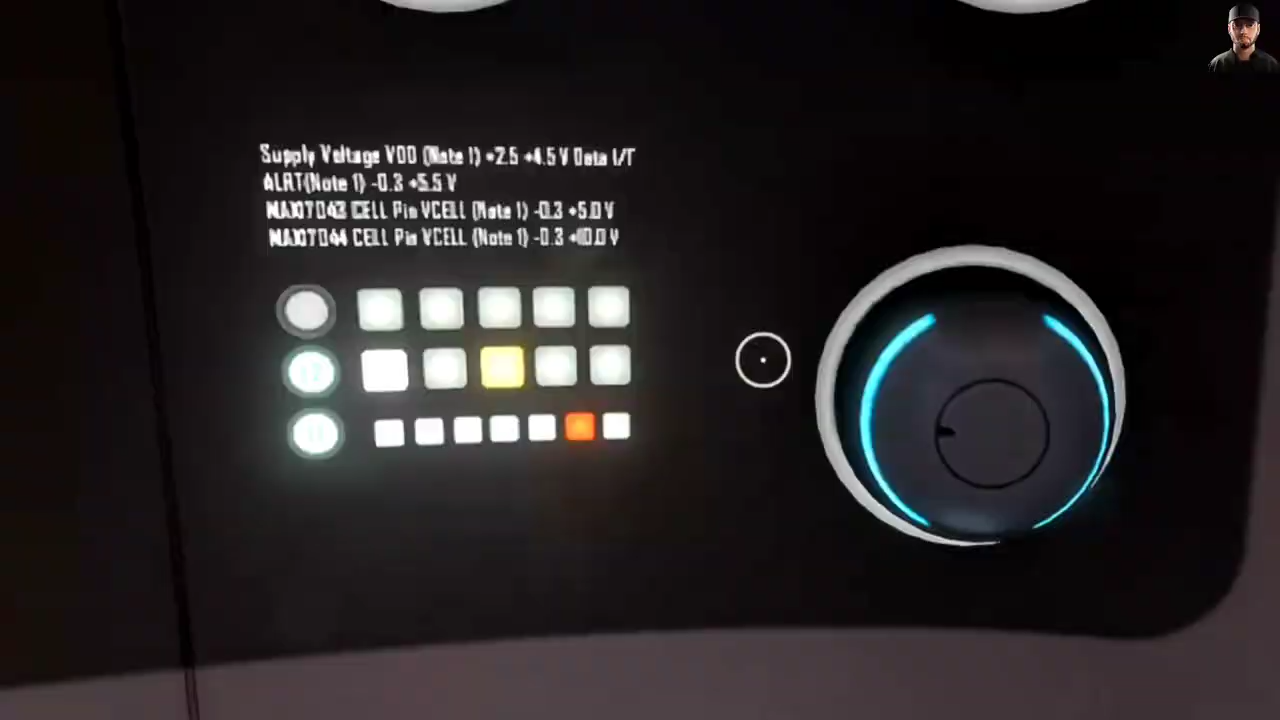 Supply Voltage VDD (Note 1) +2.5 +4.5 V Data I/T
ALRT(Note 1) -0.3 +5.5 V
MAX17043 CELL Pin VCELL (Note 1) -0.3 +5.0 V
MAX17044 CELL Pin VCELL (Note 1) -0.3 +10.0 V